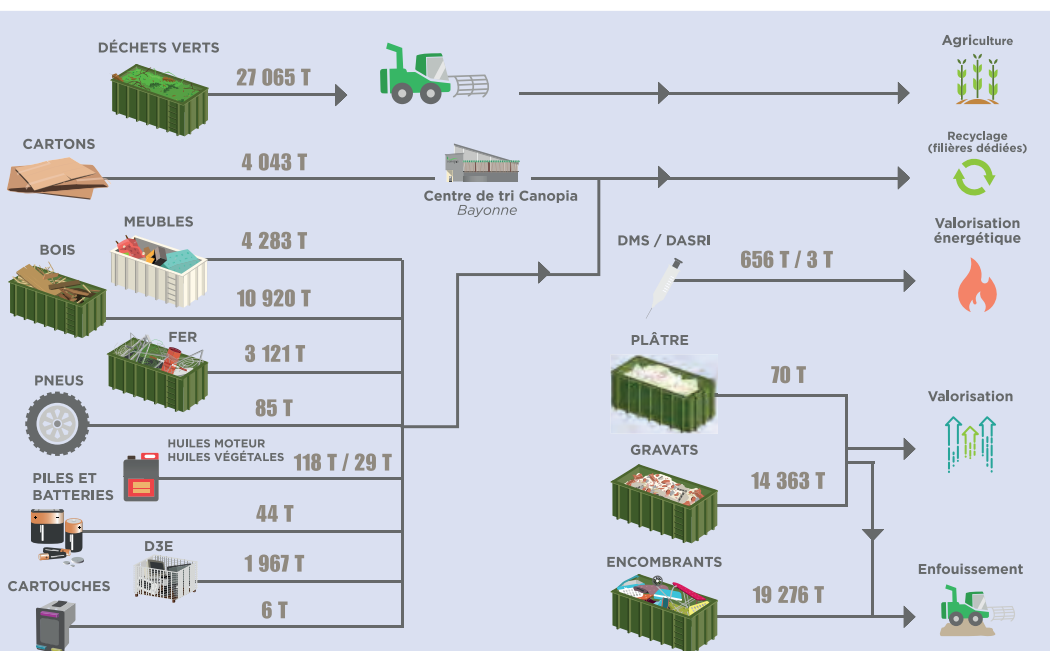 DÉCHETS VERTS
27 065 T
Agriculture
CARTONS
4 043 T
Centre de tri Canopia
Bayonne
Recyclage
(filières dédiées)
MEUBLES
4 283 T
BOIS
10 920 T
FER
3 121 T
PNEUS
85 T
HUILES MOTEUR
HUILES VÉGÉTALES
118 T / 29 T
PILES ET
BATTERIES
44 T
D3E
1 967 T
CARTOUCHES
6 T
DMS / DASRI
656 T / 3 T
Valorisation
énergétique
PLÂTRE
70 T
Valorisation
GRAVATS
14 363 T
ENCOMBRANTS
19 276 T
Enfouissement